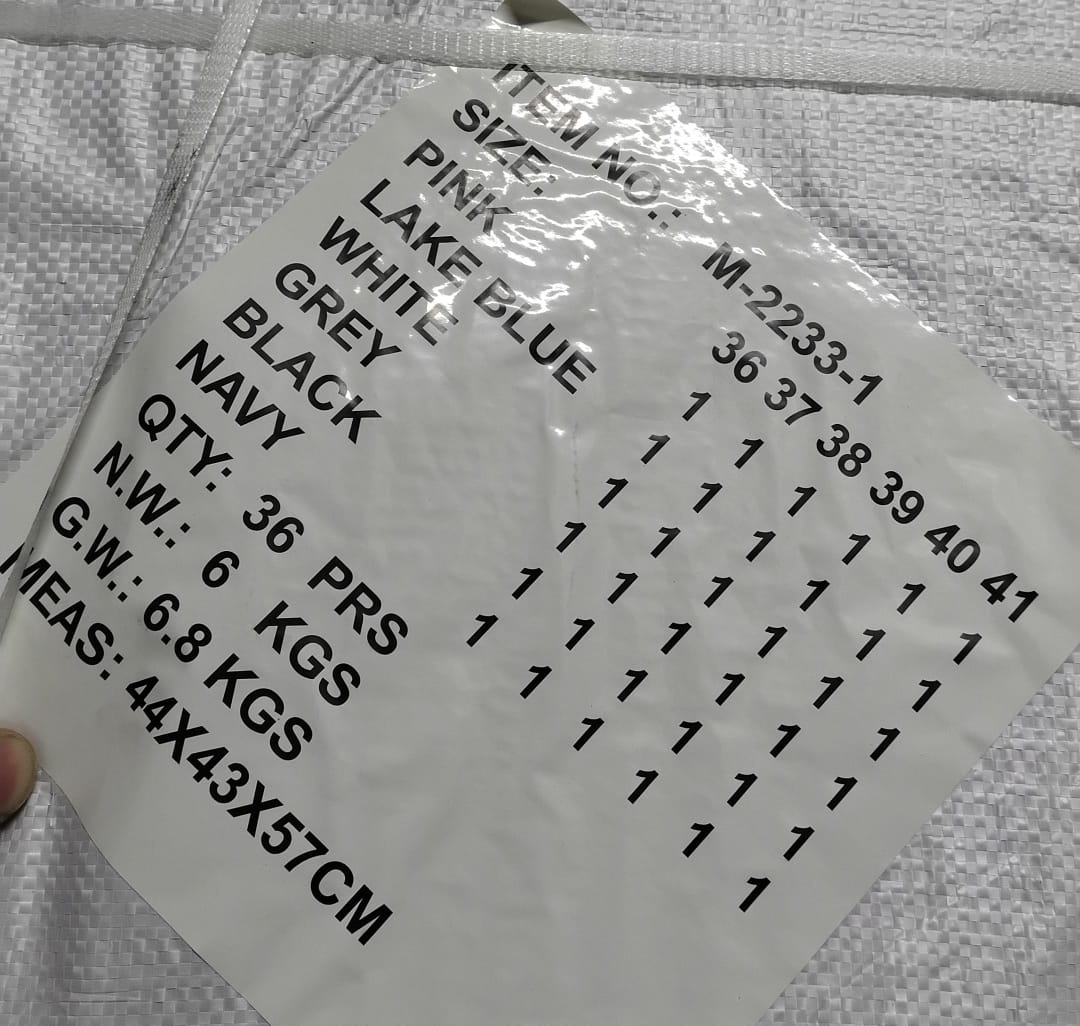 ITEM NO.: M-2233-1
SIZE: 36 37 38 39 40 41
PINK 1 1 1 1 1 1
LAKE BLUE 1 1 1 1 1 1
WHITE 1 1 1 1 1 1
GREY 1 1 1 1 1 1
BLACK 1 1 1 1 1 1
NAVY 1 1 1 1 1 1
QTY: 36 PRS
N.W.: 6 KGS
G.W.: 6.8 KGS
MEAS: 44X43X57CM